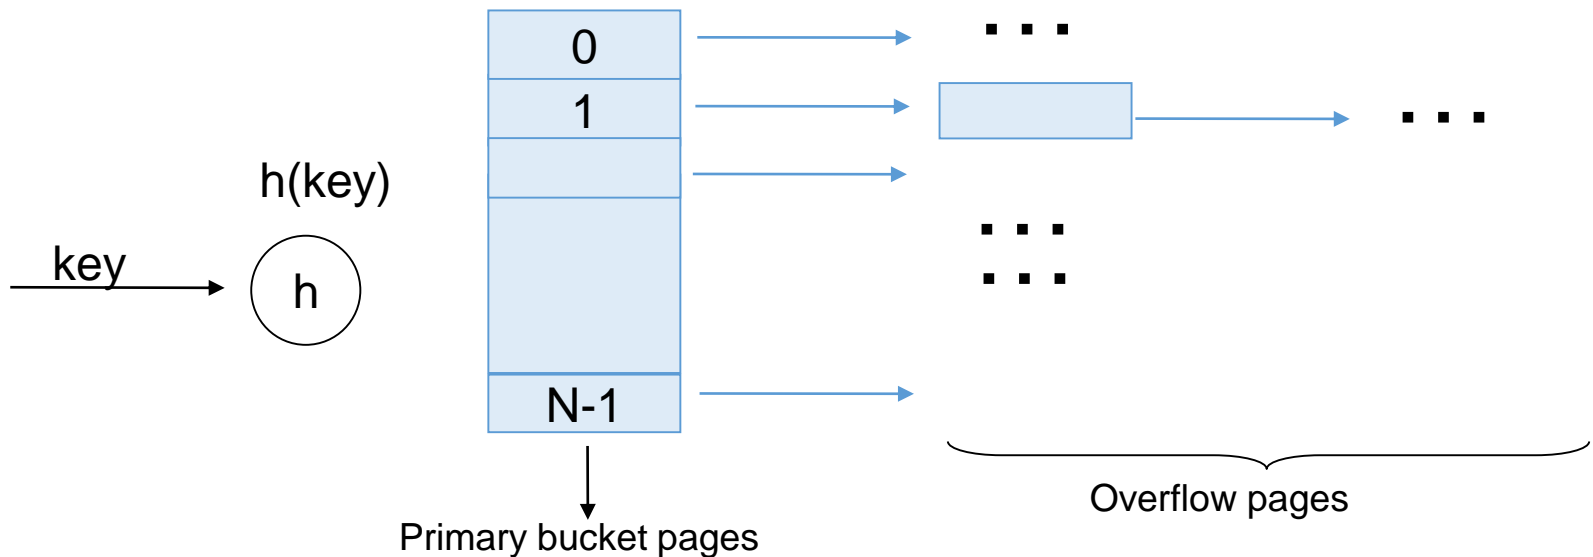 0
▪ ▪ ▪
1
▪ ▪ ▪
h(key)
key
h
▪ ▪ ▪
▪ ▪ ▪
N-1
Overflow pages
Primary bucket pages